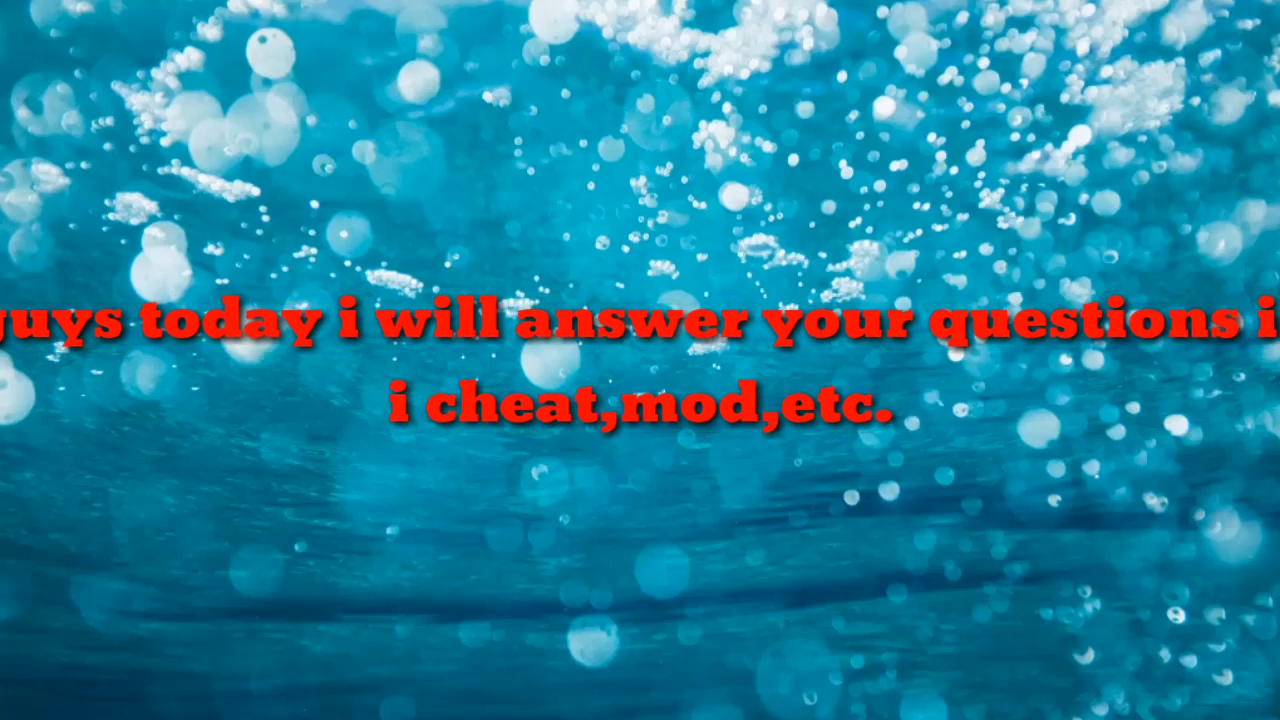 guys today i will answer your questions i
i cheat,mod,etc.